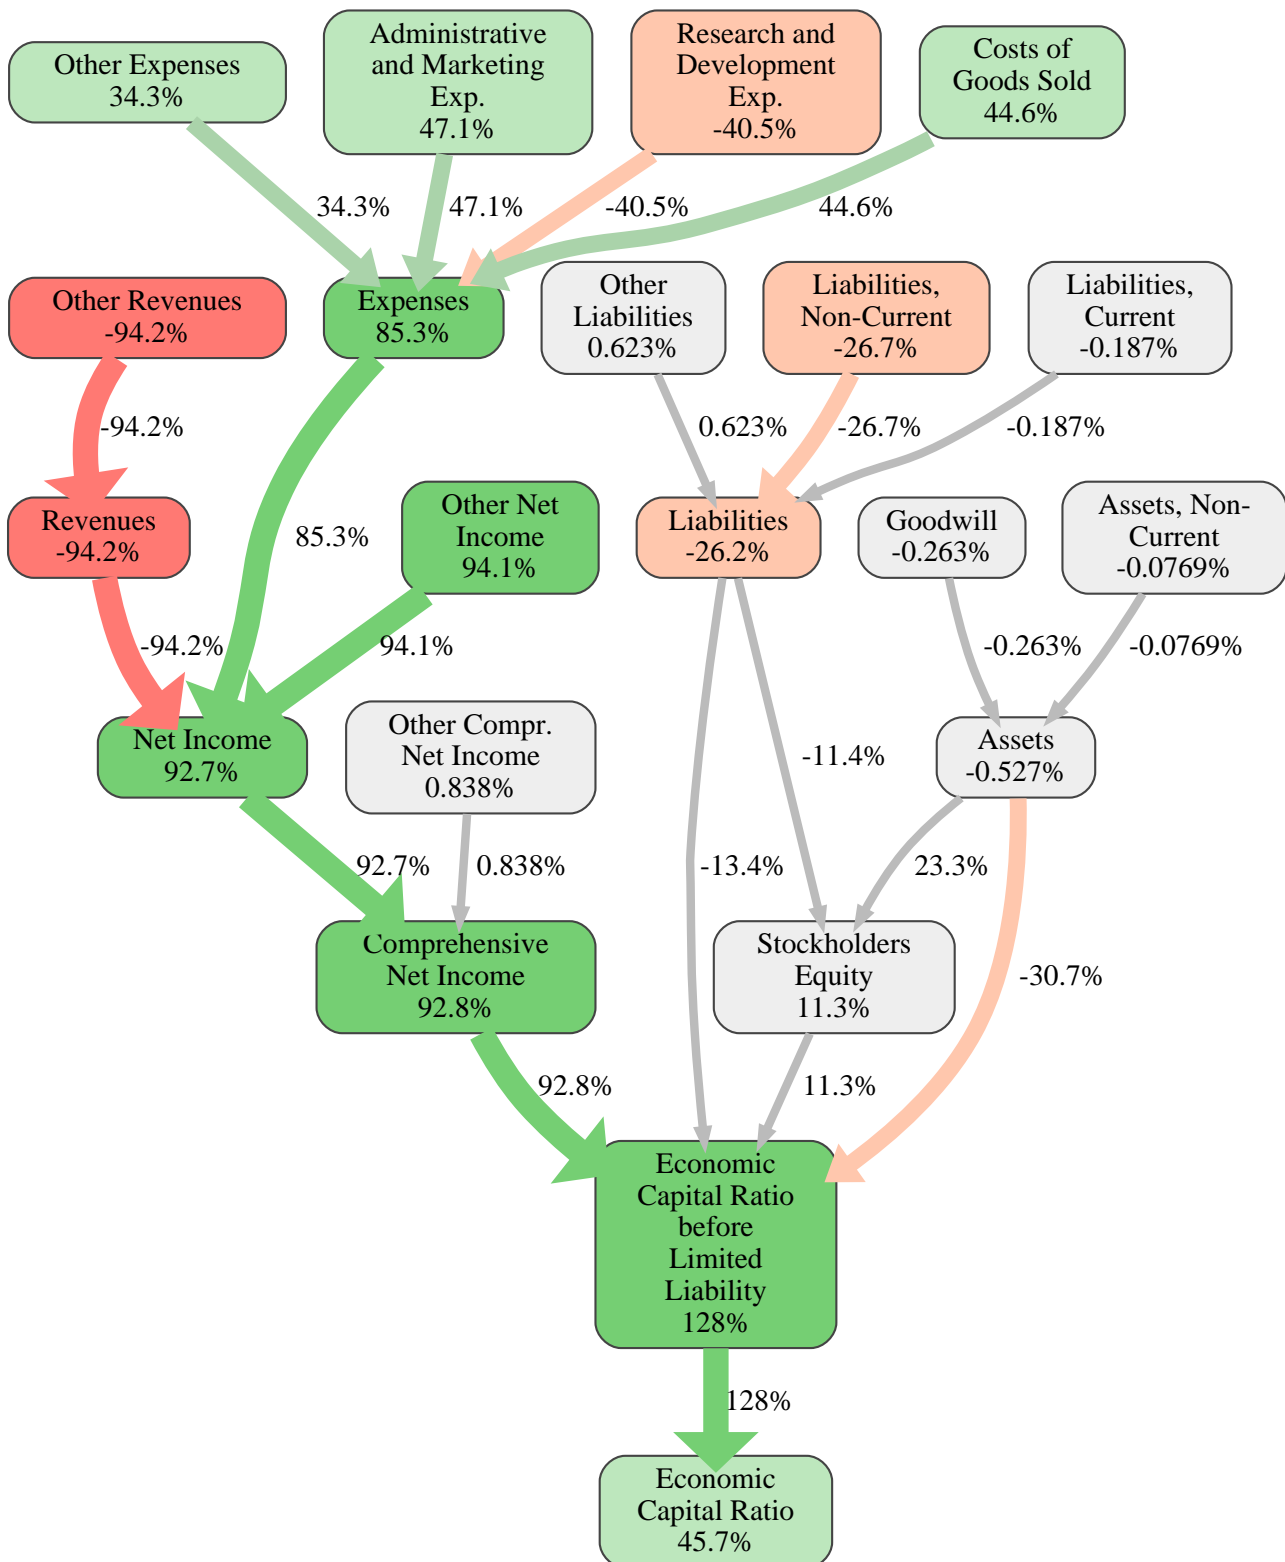 Other Expenses
34.3%
Administrative
and Marketing
Exp.
47.1%
Research and
Development
Exp.
-40.5%
Costs of
Goods Sold
44.6%
34.3%
47.1%
-40.5%
44.6%
Other Revenues
-94.2%
Expenses
85.3%
Other
Liabilities
0.623%
Liabilities,
Non-Current
-26.7%
Liabilities,
Current
-0.187%
-94.2%
0.623%
-26.7%
-0.187%
Revenues
-94.2%
85.3%
Other Net
Income
94.1%
Liabilities
-26.2%
Goodwill
-0.263%
Assets, Non-
Current
-0.0769%
-94.2%
94.1%
-0.263%
-0.0769%
Net Income
92.7%
Other Compr.
Net Income
0.838%
-11.4%
Assets
-0.527%
92.7%
0.838%
-13.4%
23.3%
Comprehensive
Net Income
92.8%
Stockholders
Equity
11.3%
-30.7%
92.8%
11.3%
Economic
Capital Ratio
before
Limited
Liability
128%
128%
Economic
Capital Ratio
45.7%